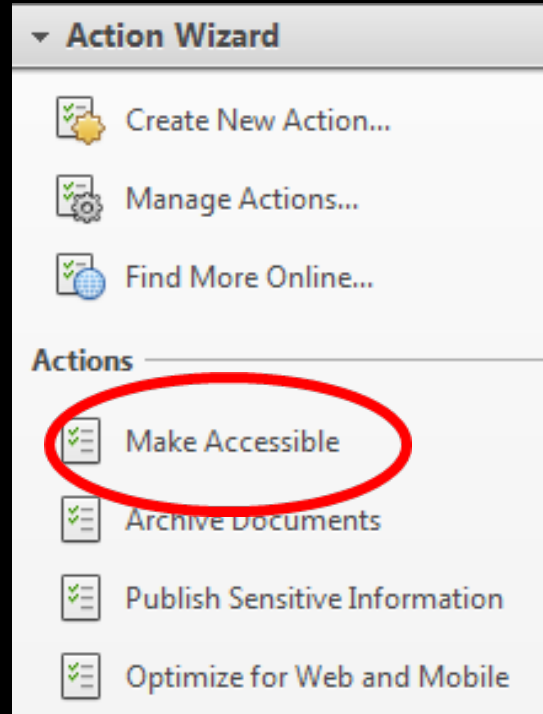 Action Wizard
Create New Action...
Manage Actions...
Find More Online...
Actions
Make Accessible
Archive Documents
Publish Sensitive Information
Optimize for Web and Mobile